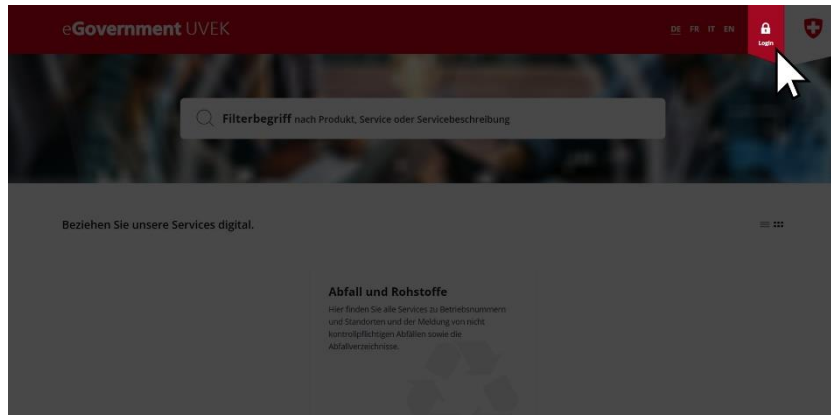 eGovernment UVEK
DE FR IT EN
Login
Filterbegriff nach Produkt, Service oder Servicebeschreibung
Beziehen Sie unsere Services digital.
Abfall und Rohstoffe
Hier finden Sie alle Services zu Betriebsnummern
und Standorten und der Meldung von nicht
kontrollpflichtigen Abfällen sowie die
Abfallverzeichnisse.